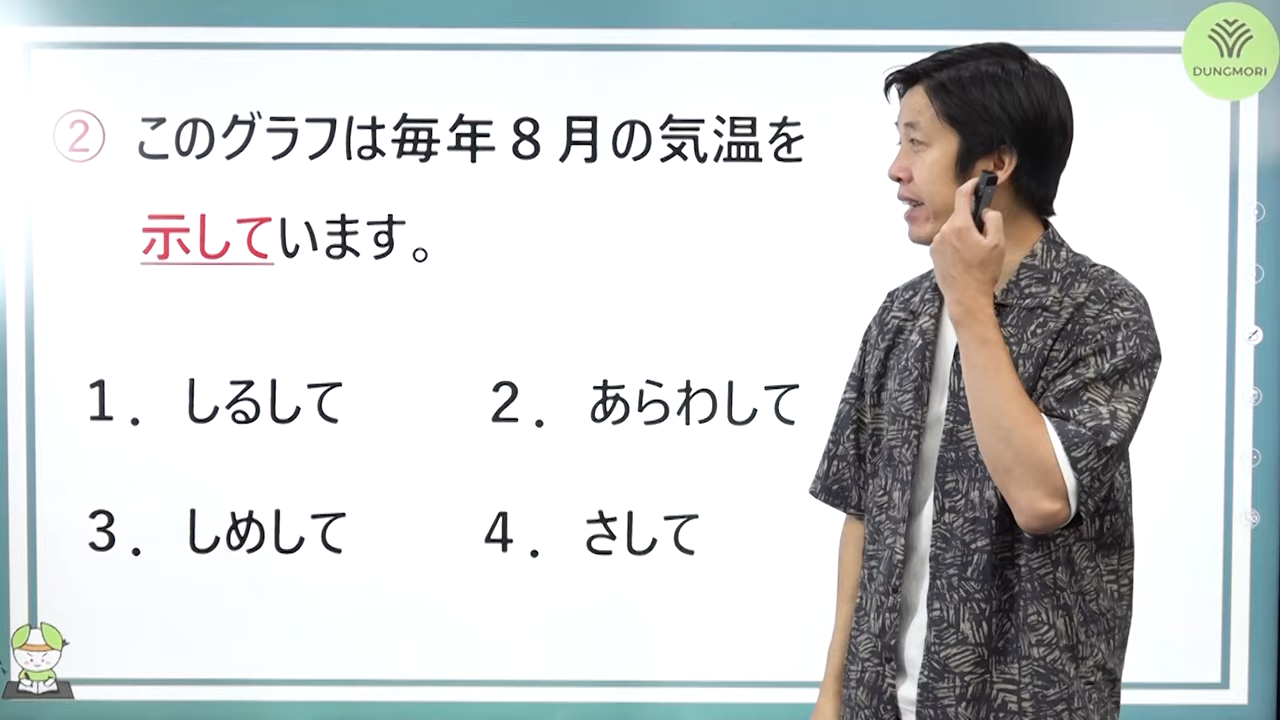 DUNGMORI
② このグラフは毎年8月の気温を
示しています。
1. しるして 2. あらわして
3. しめして 4. さして